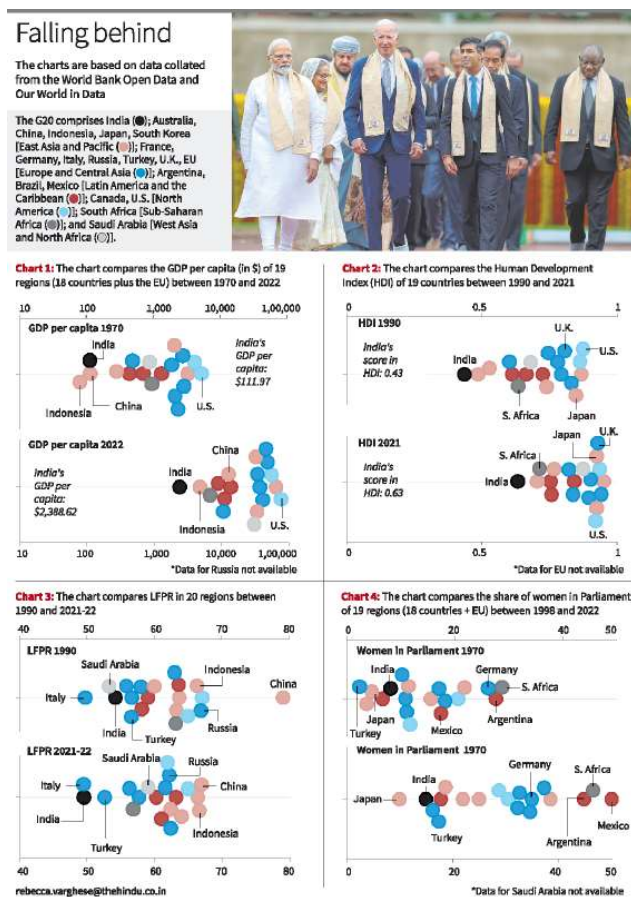 Falling behind
The charts are based on data collated
from the World Bank Open Data and
Our World in Data
The G20 comprises India (●); Australia,
China, Indonesia, Japan, South Korea
[East Asia and Pacific (●)]; France,
Germany, Italy, Russia, Turkey, U.K., EU
[Europe and Central Asia (●)]; Argentina,
Brazil, Mexico [Latin America and the
Caribbean (●)]; Canada, U.S. [North
America (●)]; South Africa [Sub-Saharan
Africa (●)]; and Saudi Arabia [West Asia
and North Africa (●)].
Chart 1: The chart compares the GDP per capita (in $) of 19
regions (18 countries plus the EU) between 1970 and 2022
10 100 1,000 10,000 1,00,000
GDP per capita 1970
India
India's
GDP per
capita:
$111.97
Indonesia
China
U.S.
GDP per capita 2022
India's
GDP per
capita:
$2,388.62
India
China
Indonesia
U.S.
10 100 1,000 10,000 1,00,000
*Data for Russia not available
Chart 2: The chart compares the Human Development
Index (HDI) of 19 countries between 1990 and 2021
0 0.5 1
HDI 1990
India's
score in
HDI: 0.43
India
U.K.
U.S.
S. Africa
Japan
HDI 2021
India's
score in
HDI: 0.63
India
S. Africa
Japan
U.K.
U.S.
0 0.5 1
*Data for EU not available
Chart 3: The chart compares LFPR in 20 regions between
1990 and 2021-22
40 50 60 70 80
LFPR 1990
Saudi Arabia
Indonesia
China
Italy
India
Turkey
Russia
LFPR 2021-22
Saudi Arabia
Russia
Italy
China
India
Turkey
Indonesia
40 50 60 70 79
rebecca.varghese@thehindu.co.in
Chart 4: The chart compares the share of women in Parliament
of 19 regions (18 countries + EU) between 1998 and 2022
0 20 40 50
Women in Parliament 1970
India
Germany
S. Africa
Turkey
Japan
Mexico
Argentina
Women in Parliament 1970
India
Germany
S. Africa
Japan
Turkey
Argentina
Mexico
0 20 40 50
*Data for Saudi Arabia not available